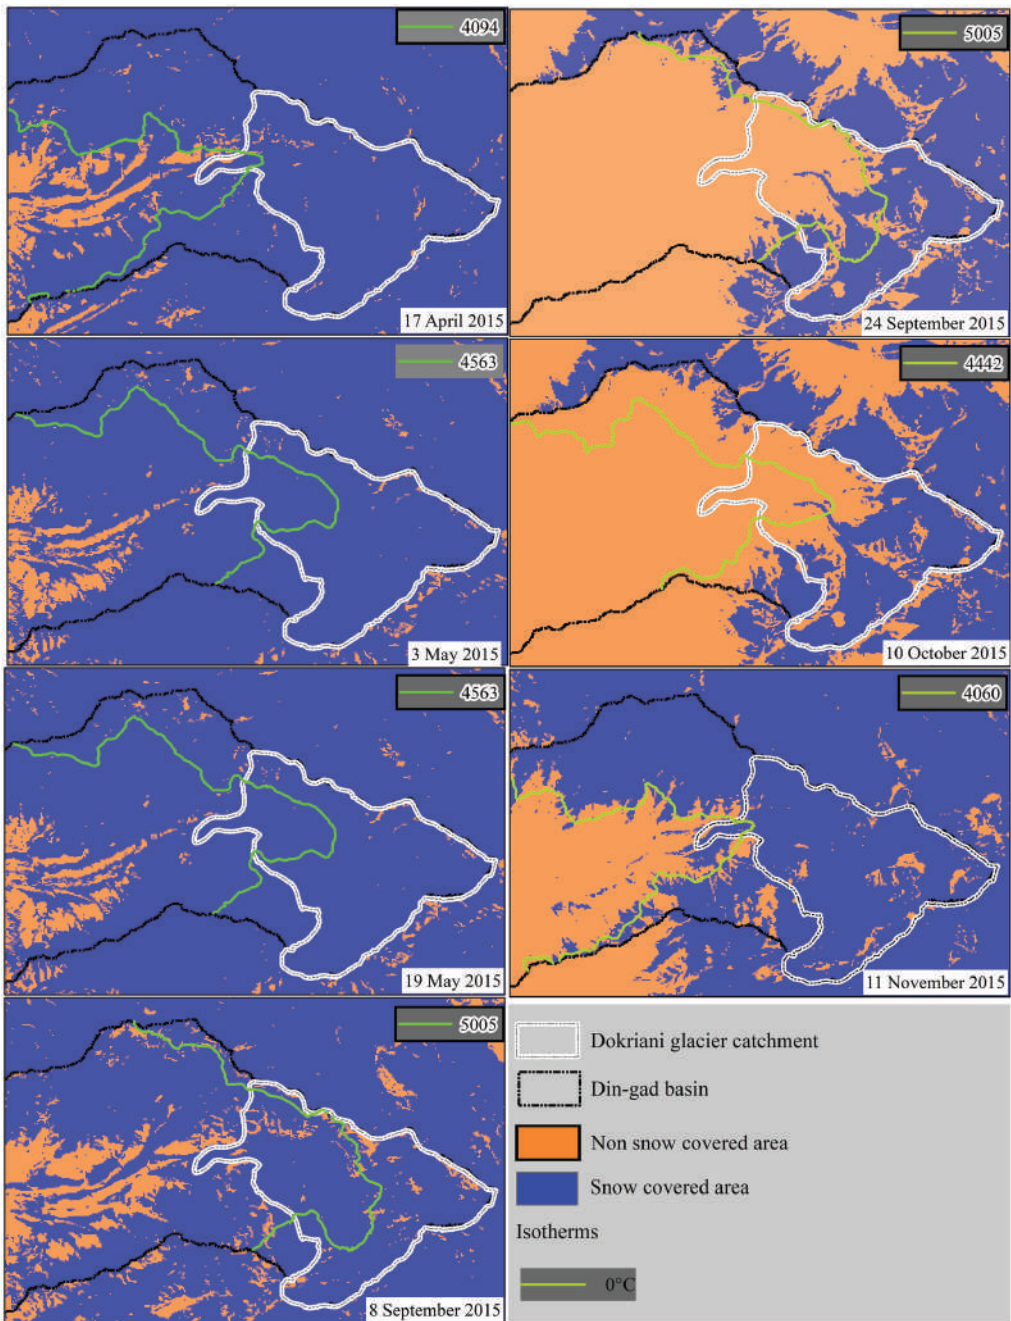 4094
17 April 2015
5005
24 September 2015
4563
3 May 2015
4442
10 October 2015
4563
19 May 2015
4060
11 November 2015
5005
8 September 2015
Dokriani glacier catchment
Din-gad basin
Non snow covered area
Snow covered area
Isotherms
0°C